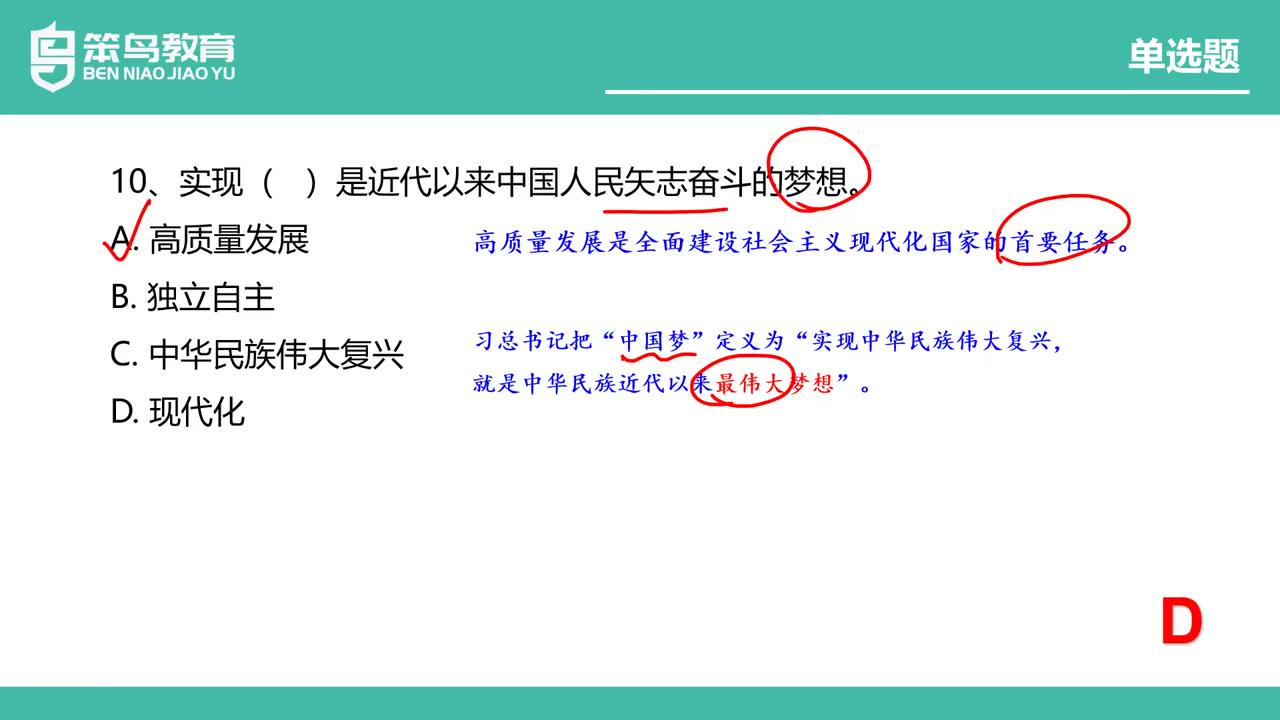 笨鸟教育
BEN NIAO JIAO YU
单选题
10、实现（ ）是近代以来中国人民矢志奋斗的梦想。
A. 高质量发展
高质量发展是全面建设社会主义现代化国家的首要任务。
B. 独立自主
习总书记把“中国梦”定义为“实现中华民族伟大复兴，
C. 中华民族伟大复兴
就是中华民族近代以来最伟大梦想”。
D. 现代化
D